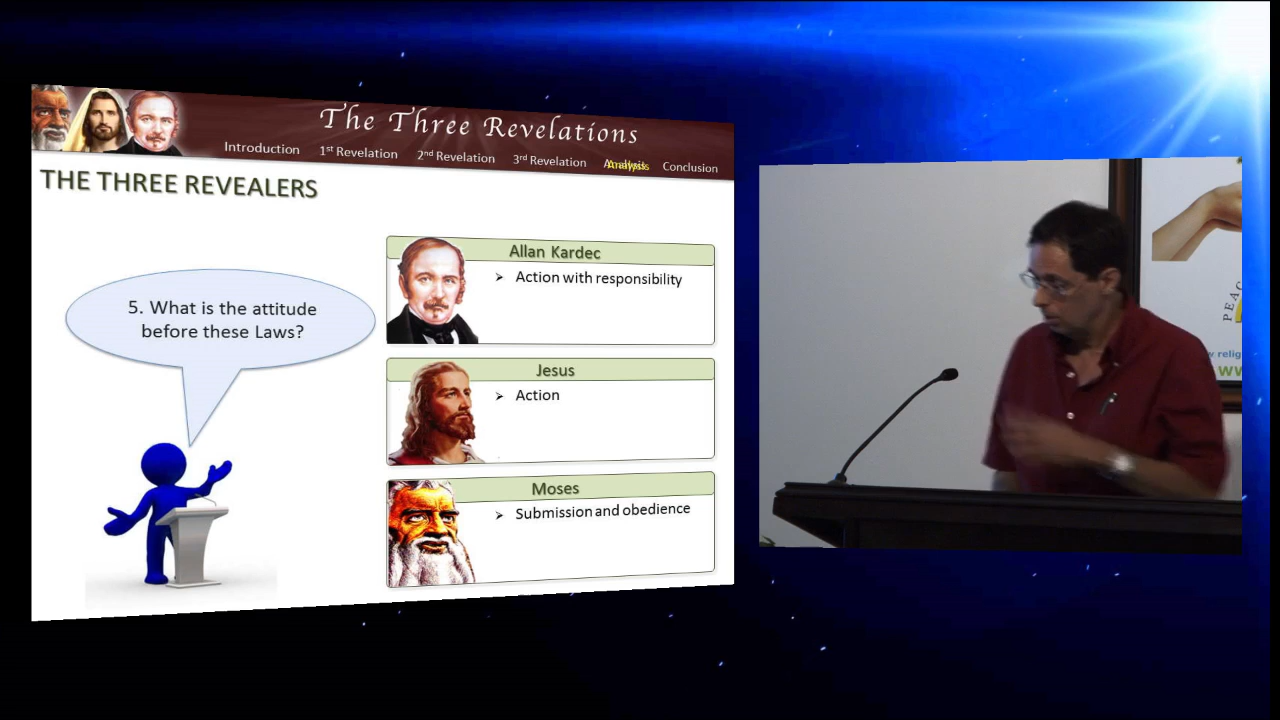 The Three Revelations
Introduction 1st Revelation 2nd Revelation 3rd Revelation Analysis Conclusion
THE THREE REVEALERS
5. What is the attitude
before these Laws?
Allan Kardec
➢ Action with responsibility
Jesus
➢ Action
Moses
➢ Submission and obedience
PEAC